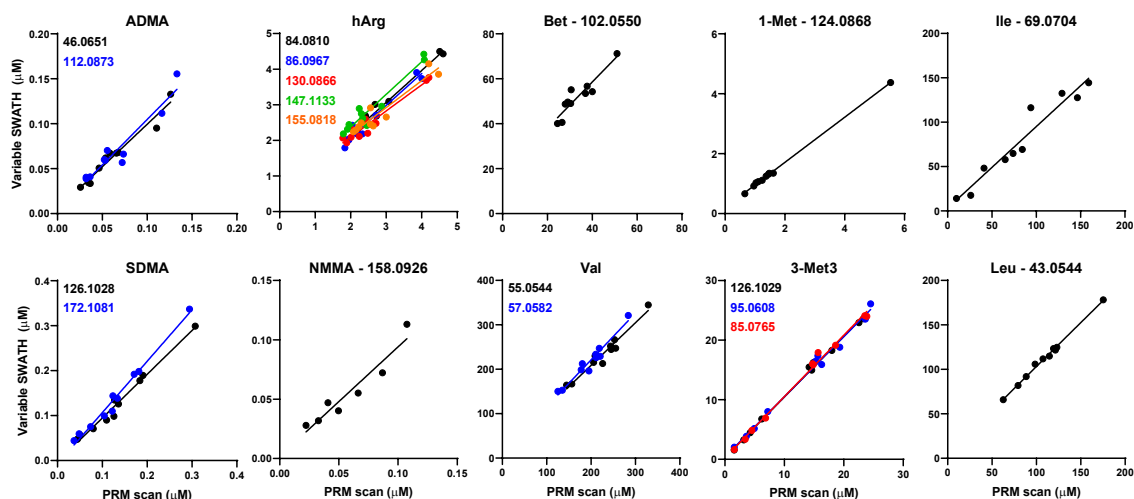 ADMA
46.0651
112.0873
Variable SWATH (μM)
0.20
0.15
0.10
0.05
0.00
0.00 0.05 0.10 0.15 0.20
hArg
84.0810
86.0967
130.0866
147.1133
155.0818
5
4
3
2
1
0
0 1 2 3 4 5
Bet - 102.0550
80
60
40
20
0
0 20 40 60 80
1-Met - 124.0868
6
4
2
0
0 2 4 6
Ile - 69.0704
200
150
100
50
0
0 50 100 150 200
SDMA
126.1028
172.1081
Variable SWATH (μM)
0.4
0.3
0.2
0.1
0.0
0.0 0.1 0.2 0.3 0.4
PRM scan (μM)
NMMA - 158.0926
0.15
0.10
0.05
0.00
0.00 0.05 0.10 0.15
PRM scan (μM)
Val
55.0544
57.0582
400
300
200
100
0
0 100 200 300 400
PRM scan (μM)
3-Met3
126.1029
95.0608
85.0765
30
20
10
0
0 10 20 30
PRM scan (μM)
Leu - 43.0544
200
150
100
50
0
0 50 100 150 200
PRM scan (μM)